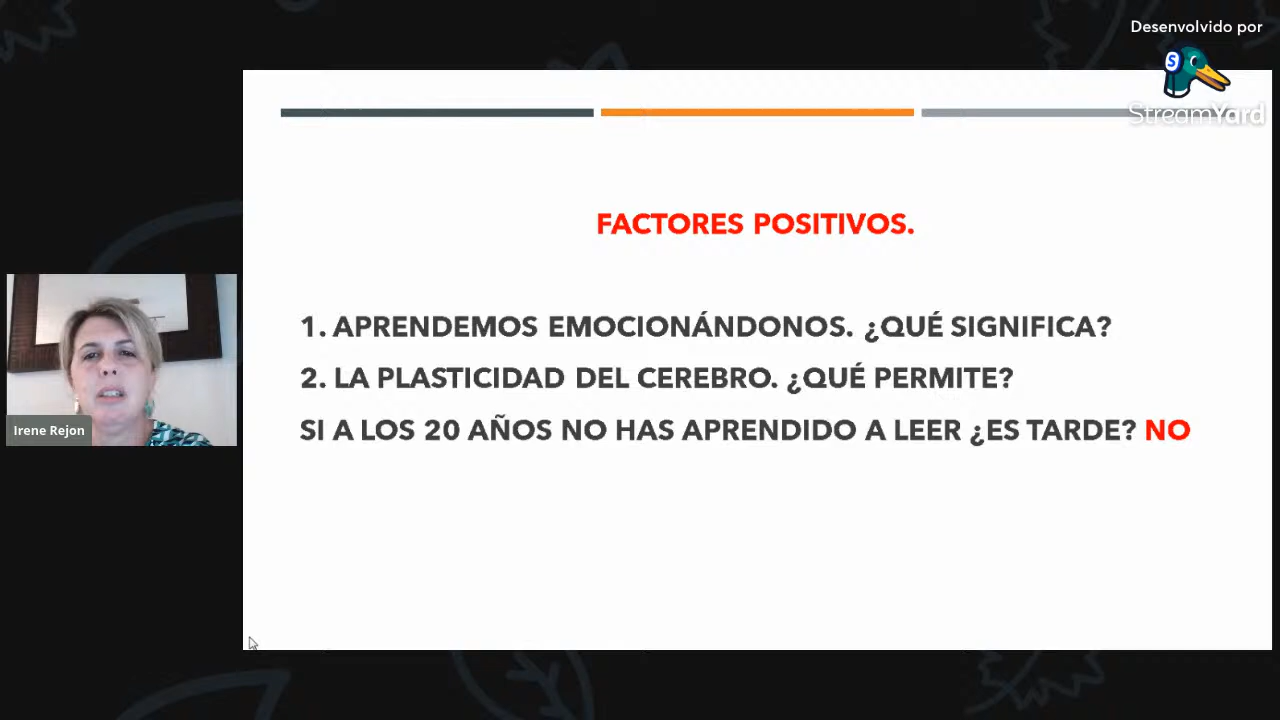 Desenvolvido por
StreamYard
FACTORES POSITIVOS.
1. APRENDEMOS EMOCIONÁNDONOS. ¿QUÉ SIGNIFICA?
2. LA PLASTICIDAD DEL CEREBRO. ¿QUÉ PERMITE?
SI A LOS 20 AÑOS NO HAS APRENDIDO A LEER ¿ES TARDE? NO
Irene Rejon